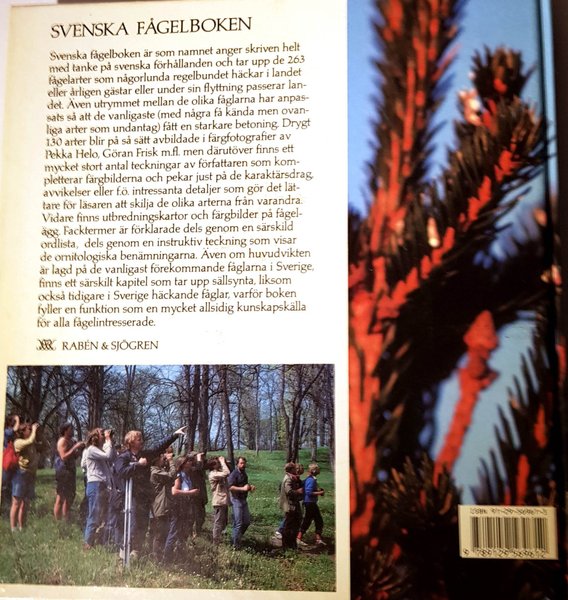 SVENSKA FÅGELBOKEN
Svenska fågelboken är som namnet anger skriven helt
med tanke på svenska förhållanden och tar upp de 263
fågelarter som någorlunda regelbundet häckar i landet
eller årligen gästar eller under sin flyttning passerar lan-
det. Även utrymmet mellan de olika fåglarna har anpas-
sats så att de vanligaste (med några få kända men ovan-
liga arter som undantag) fått en starkare betoning. Drygt
130 arter blir på så sätt avbildade i färgfotografier av
Pekka Helo, Göran Frisk m.fl. men därutöver finns ett
mycket stort antal teckningar av författaren som kom-
pletterar färgbilderna och pekar just på de karaktärsdrag,
avvikelser eller f.ö. intressanta detaljer som gör det lät-
tare för läsaren att skilja de olika arterna från varandra.
Vidare finns utbredningskartor och färgbilder på fågel-
ägg. Facktermer är förklarade dels genom en särskild
ordlista, dels genom en instruktiv teckning som visar
de ornitologiska benämningarna. Även om huvudvikten
är lagd på de vanligast förekommande fåglarna i Sverige,
finns ett särskilt kapitel som tar upp sällsynta, liksom
också tidigare i Sverige häckande fåglar, varför boken
fyller en funktion som en mycket allsidig kunskapskälla
för alla fågelintresserade.
RABÉN & SJÖGREN
ISBN 91-29-56961-3
9 789129 569612